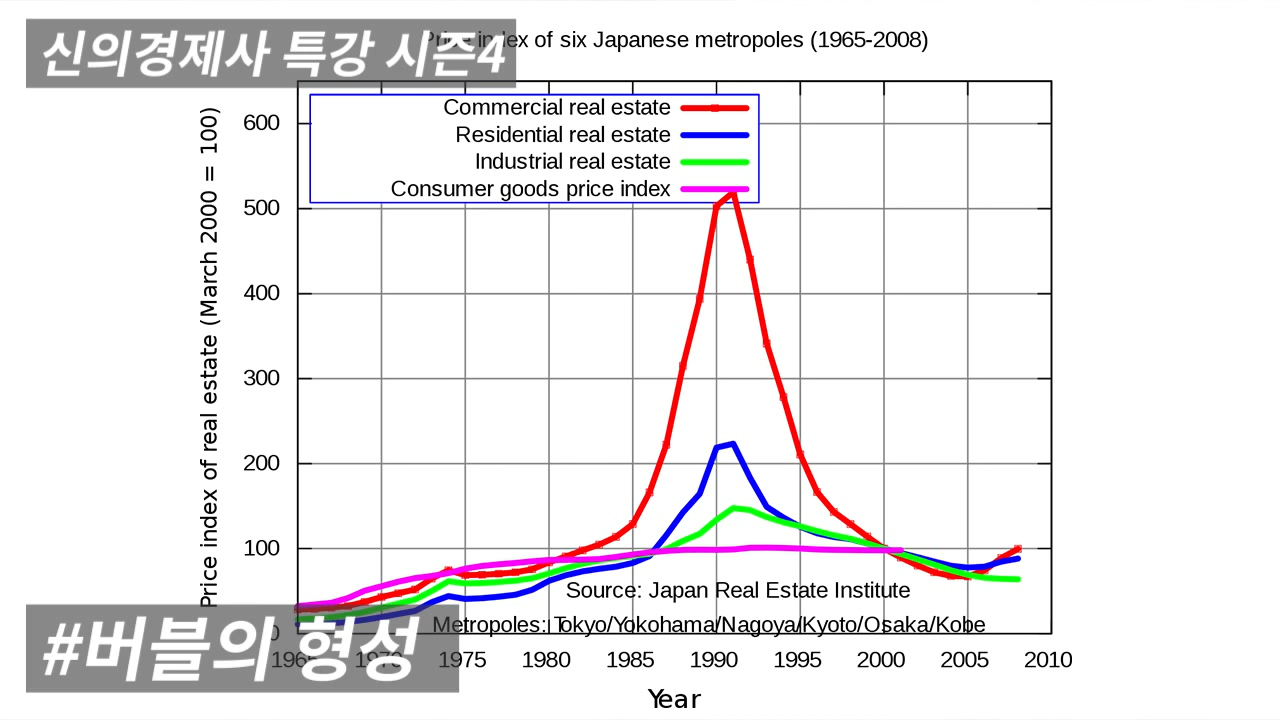 신의경제사 특강 시즌4
Price index of six Japanese metropoles (1965-2008)
Commercial real estate
Residential real estate
Industrial real estate
Consumer goods price index
Price index of real estate (March 2000 = 100)
600
500
400
300
200
100
0
Source: Japan Real Estate Institute
Metropoles: Tokyo/Yokohama/Nagoya/Kyoto/Osaka/Kobe
#버블의 형성
1965 1970 1975 1980 1985 1990 1995 2000 2005 2010
Year